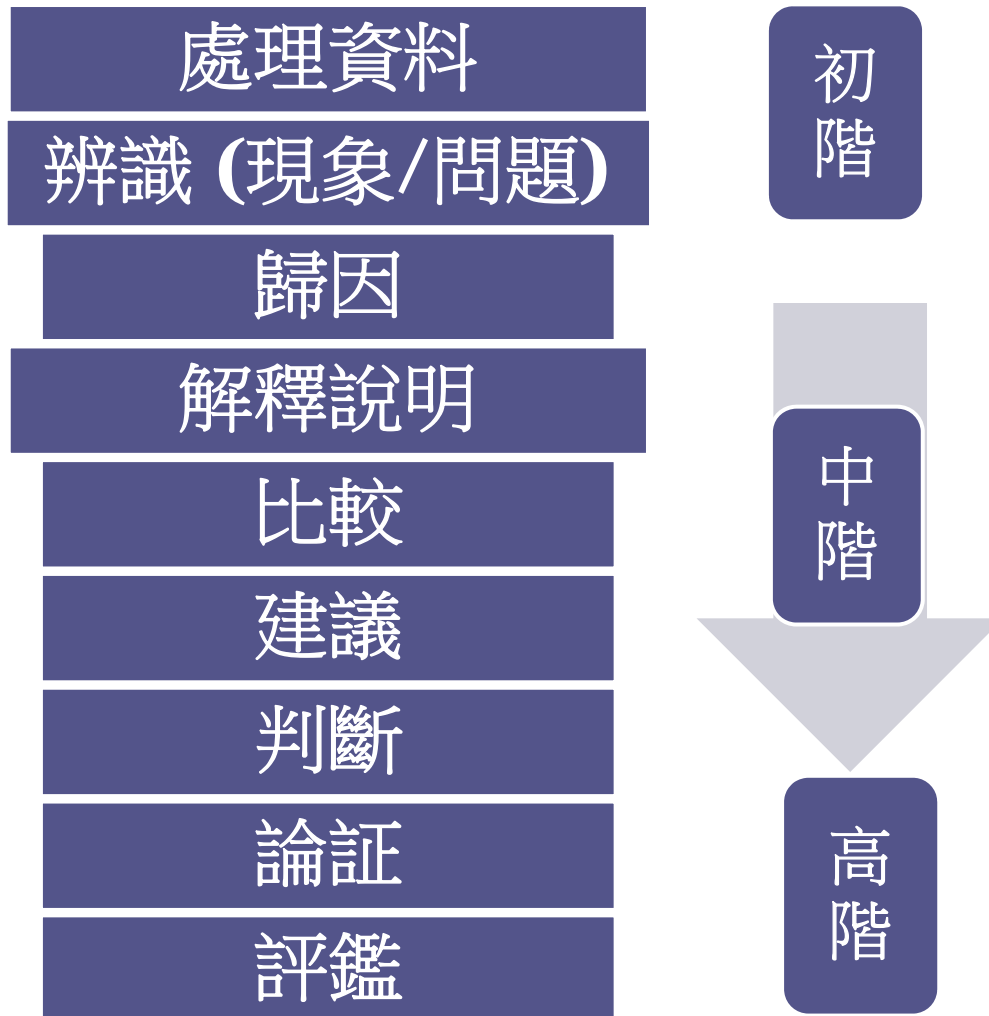 處理資料
辨識 (現象/問題)
歸因
解釋說明
比較
建議
判斷
論証
評鑑
初
階
中
階
高
階